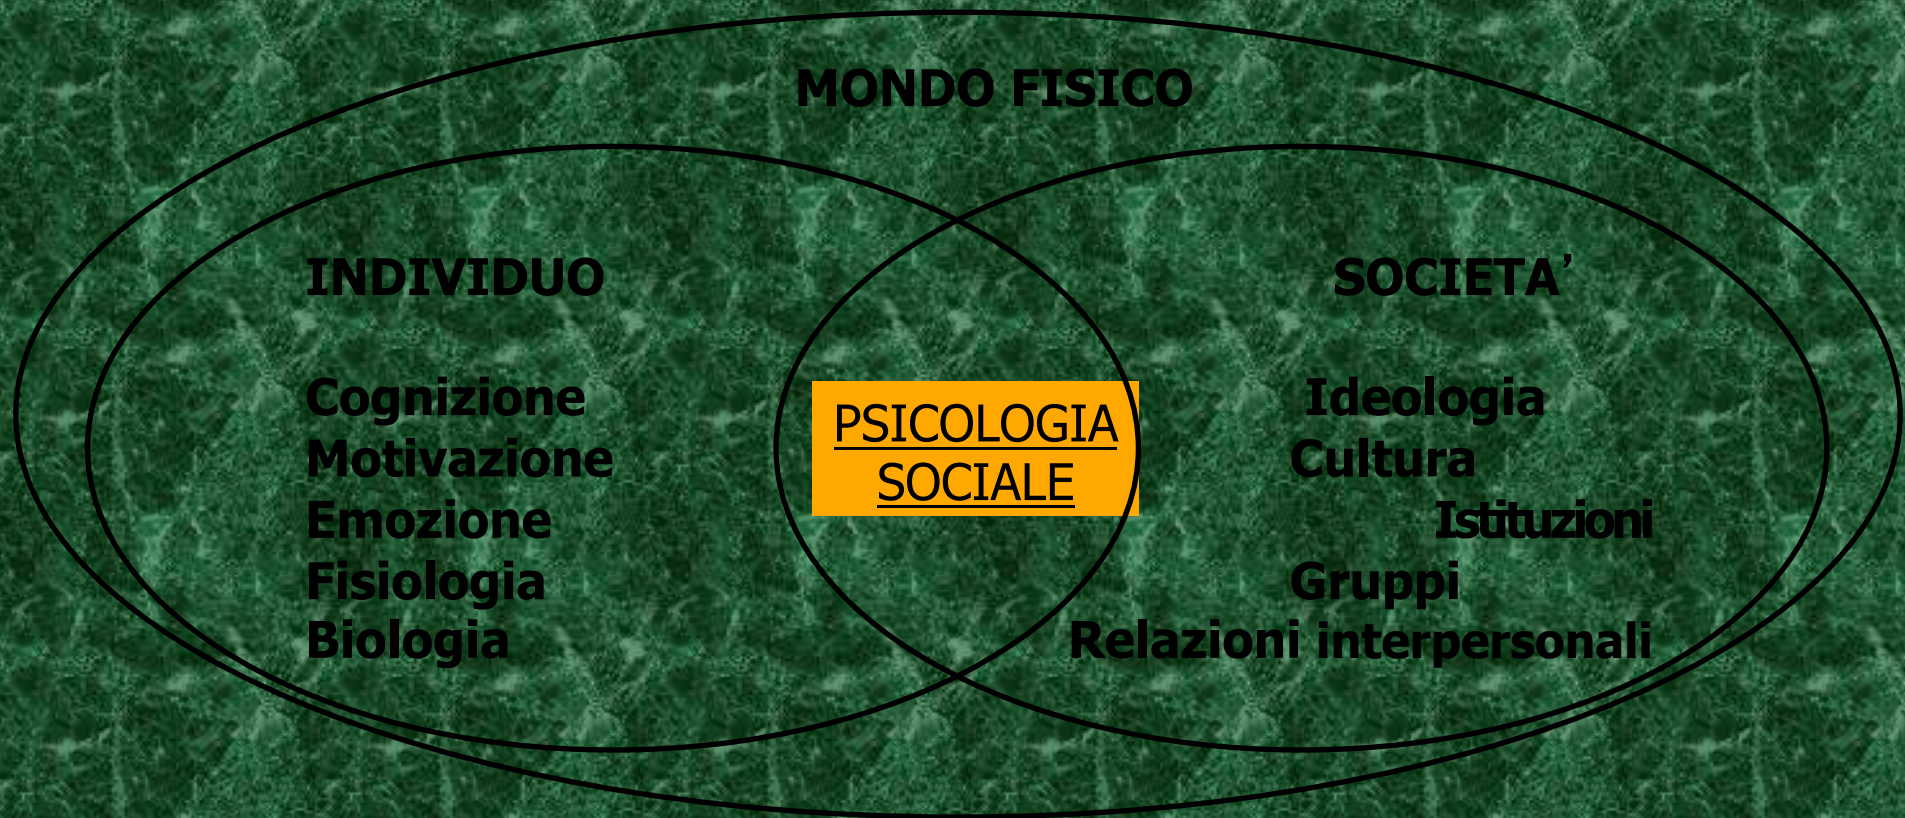 MONDO FISICO
INDIVIDUO
Cognizione
Motivazione
Emozione
Fisiologia
Biologia
PSICOLOGIA
SOCIALE
SOCIETA’
Ideologia
Cultura
Istituzioni
Gruppi
Relazioni interpersonali